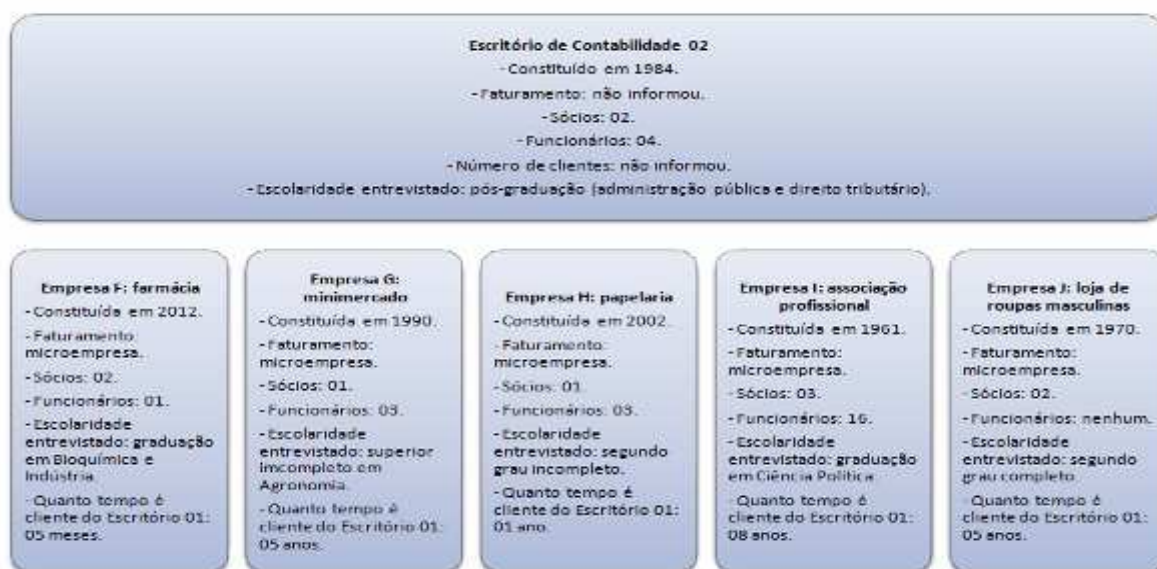 Escritório de Contabilidade 02
- Constituído em 1984.
- Faturamento: não informou.
- Sócios: 02.
- Funcionários: 04.
- Número de clientes: não informou.
- Escolaridade entrevistado: pós-graduação (administração pública e direito tributário).
Empresa F: farmácia
- Constituída em 2012.
- Faturamento:
microempresa.
- Sócios: 02.
- Funcionários: 01.
- Escolaridade
entrevistado: graduação
em Bioquímica e
Indústria.
- Quanto tempo é
cliente do Escritório 01:
05 meses.
Empresa G:
minimercado
- Constituída em 1990.
- Faturamento:
microempresa.
- Sócios: 01.
- Funcionários: 03.
- Escolaridade
entrevistado: superior
imcompleto em
Agronomia.
- Quanto tempo é
cliente do Escritório 01:
05 anos.
Empresa H: papelaria
- Constituída em 2002.
- Faturamento:
microempresa.
- Sócios: 01.
- Funcionários: 03.
- Escolaridade
entrevistado: segundo
grau incompleto.
- Quanto tempo é
cliente do Escritório 01:
01 ano.
Empresa I: associação
profissional
- Constituída em 1961.
- Faturamento:
microempresa.
- Sócios: 03.
- Funcionários: 16.
- Escolaridade
entrevistado: graduação
em Ciência Política.
- Quanto tempo é
cliente do Escritório 01:
08 anos.
Empresa J: loja de
roupas masculinas
- Constituída em 1970.
- Faturamento:
microempresa.
- Sócios: 02.
- Funcionários: nenhum.
- Escolaridade
entrevistado: segundo
grau completo.
- Quanto tempo é
cliente do Escritório 01:
05 anos.